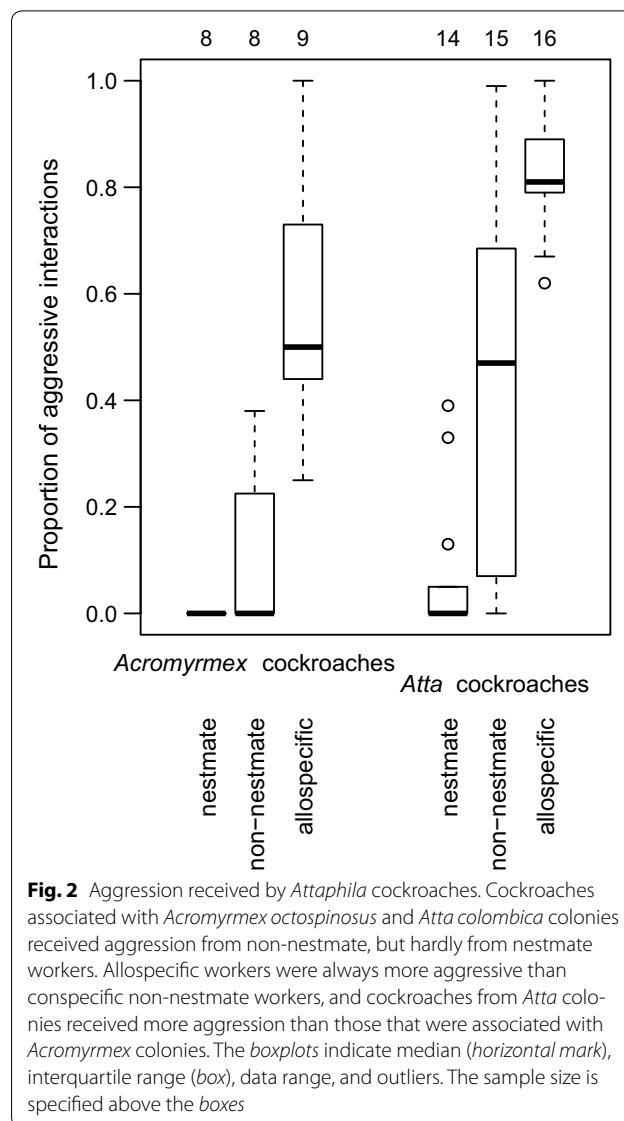 8 8 9 14 15 16
1.0
0.8
0.6
0.4
0.2
0.0
Proportion of aggressive interactions
Acromyrmex cockroaches
Atta cockroaches
nestmate
non−nestmate
allospecific
nestmate
non−nestmate
allospecific
Fig. 2 Aggression received by Attaphila cockroaches. Cockroaches
associated with Acromyrmex octospinosus and Atta colombica colonies
received aggression from non-nestmate, but hardly from nestmate
workers. Allospecific workers were always more aggressive than
conspecific non-nestmate workers, and cockroaches from Atta colo-
nies received more aggression than those that were associated with
Acromyrmex colonies. The boxplots indicate median (horizontal mark),
interquartile range (box), data range, and outliers. The sample size is
specified above the boxes